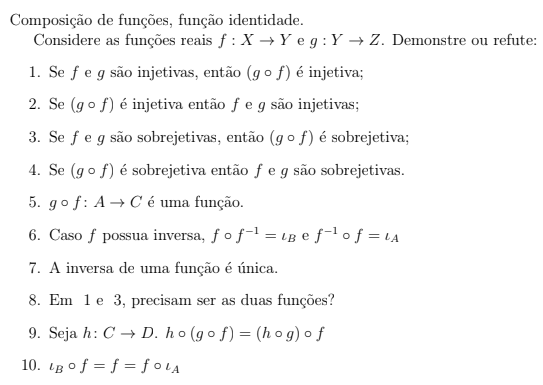 Composição de funções, função identidade.
Considere as funções reais f : X → Y e g : Y → Z. Demonstre ou refute:
1. Se f e g são injetivas, então (g ∘ f) é injetiva;
2. Se (g ∘ f) é injetiva então f e g são injetivas;
3. Se f e g são sobrejetivas, então (g ∘ f) é sobrejetiva;
4. Se (g ∘ f) é sobrejetiva então f e g são sobrejetivas.
5. g ∘ f : A → C é uma função.
6. Caso f possua inversa, f ∘ f⁻¹ = ι_B e f⁻¹ ∘ f = ι_A
7. A inversa de uma função é única.
8. Em 1 e 3, precisam ser as duas funções?
9. Seja h : C → D. h ∘ (g ∘ f) = (h ∘ g) ∘ f
10. ι_B ∘ f = f = f ∘ ι_A